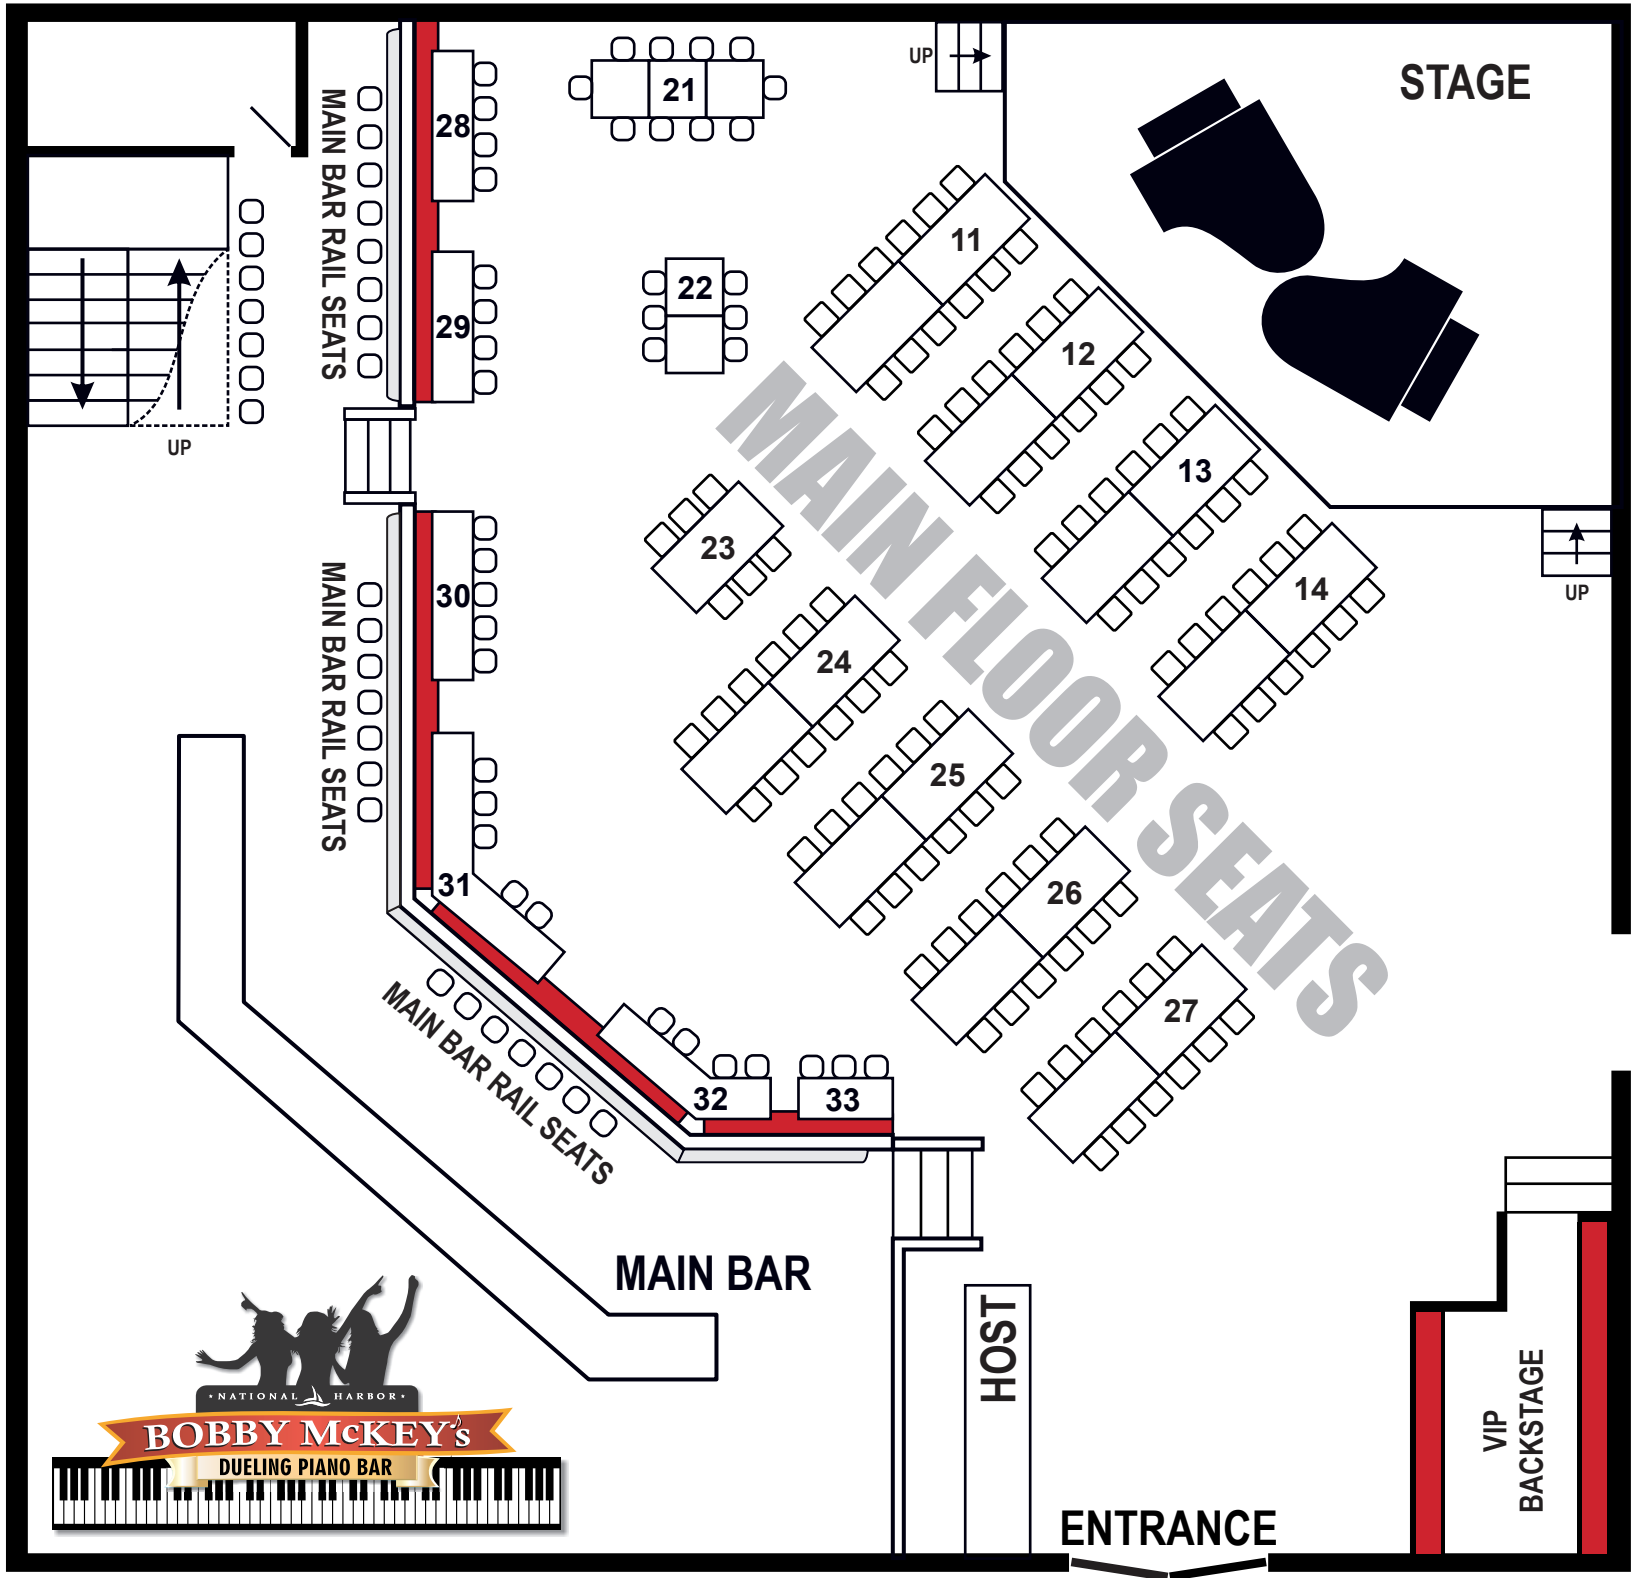 UP
STAGE
MAIN BAR RAIL SEATS
28
21
11
29
22
12
UP
13
23
14
UP
MAIN FLOOR SEATS
MAIN BAR RAIL SEATS
30
24
25
31
26
27
MAIN BAR RAIL SEATS
32
33
MAIN BAR
HOST
VIP
BACKSTAGE
ENTRANCE
• NATIONAL HARBOR •
BOBBY McKEY's
DUELING PIANO BAR